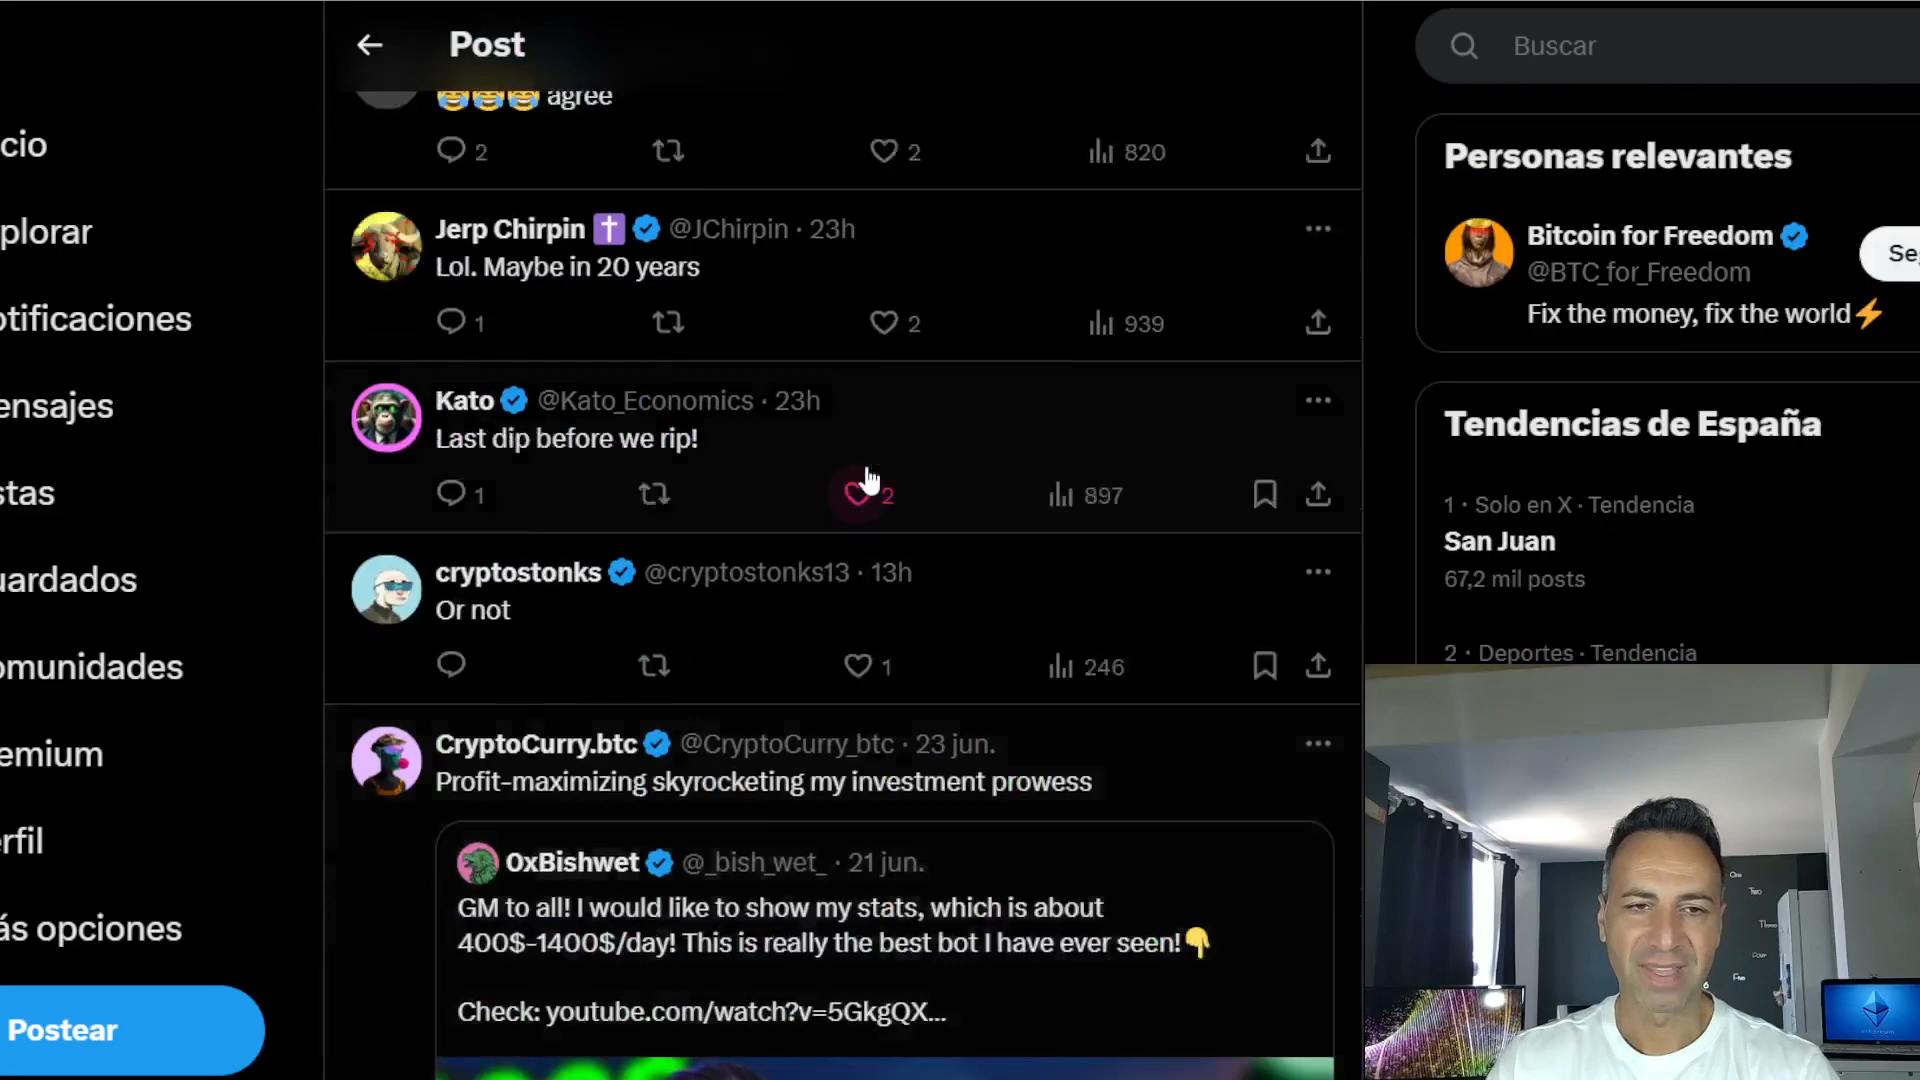 Post
Buscar
cio
plorar
otificaciones
ensajes
stas
uardados
omunidades
emium
erfil
ás opciones
Postear
😂😂😂 agree
2
2
820
Jerp Chirpin ✝️ @JChirpin · 23h
Lol. Maybe in 20 years
1
2
939
Kato @Kato_Economics · 23h
Last dip before we rip!
1
2
897
cryptostonks @cryptostonks13 · 13h
Or not
1
246
CryptoCurry.btc @CryptoCurry_btc · 23 jun.
Profit-maximizing skyrocketing my investment prowess
0xBishwet @_bish_wet_ · 21 jun.
GM to all! I would like to show my stats, which is about
400$-1400$/day! This is really the best bot I have ever seen!👇
Check: youtube.com/watch?v=5GkgQX...
Personas relevantes
Bitcoin for Freedom
@BTC_for_Freedom
Se
Fix the money, fix the world⚡
Tendencias de España
1 · Solo en X · Tendencia
San Juan
67,2 mil posts
2 · Deportes · Tendencia
One
Two
Five
ethereum